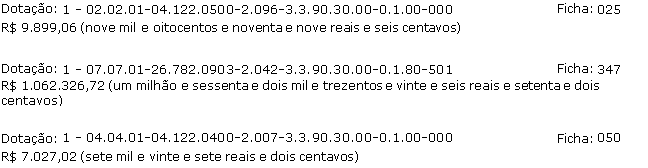 Dotação: 1 - 02.02.01-04.122.0500-2.096-3.3.90.30.00-0.1.00-000 Ficha: 025
R$ 9.899,06 (nove mil e oitocentos e noventa e nove reais e seis centavos)
Dotação: 1 - 07.07.01-26.782.0903-2.042-3.3.90.30.00-0.1.80-501 Ficha: 347
R$ 1.062.326,72 (um milhão e sessenta e dois mil e trezentos e vinte e seis reais e setenta e dois
centavos)
Dotação: 1 - 04.04.01-04.122.0400-2.007-3.3.90.30.00-0.1.00-000 Ficha: 050
R$ 7.027,02 (sete mil e vinte e sete reais e dois centavos)